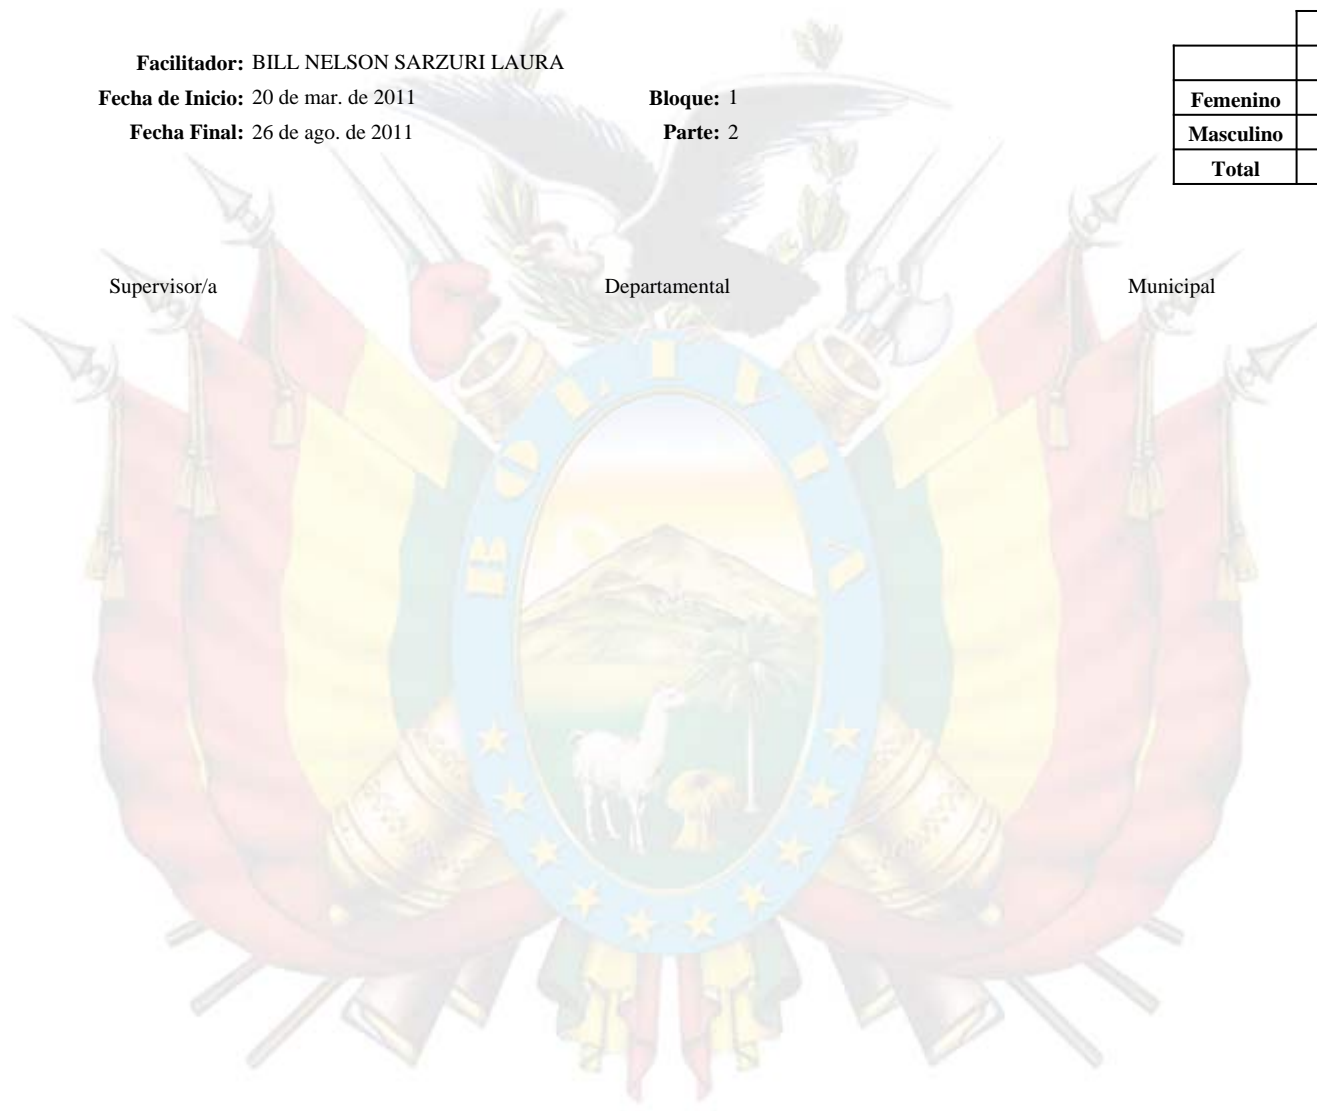 Facilitador: BILL NELSON SARZURI LAURA
Fecha de Inicio: 20 de mar. de 2011 Bloque: 1
Fecha Final: 26 de ago. de 2011 Parte: 2
Femenino
Masculino
Total
Supervisor/a Departamental Municipal
BOLIVIA